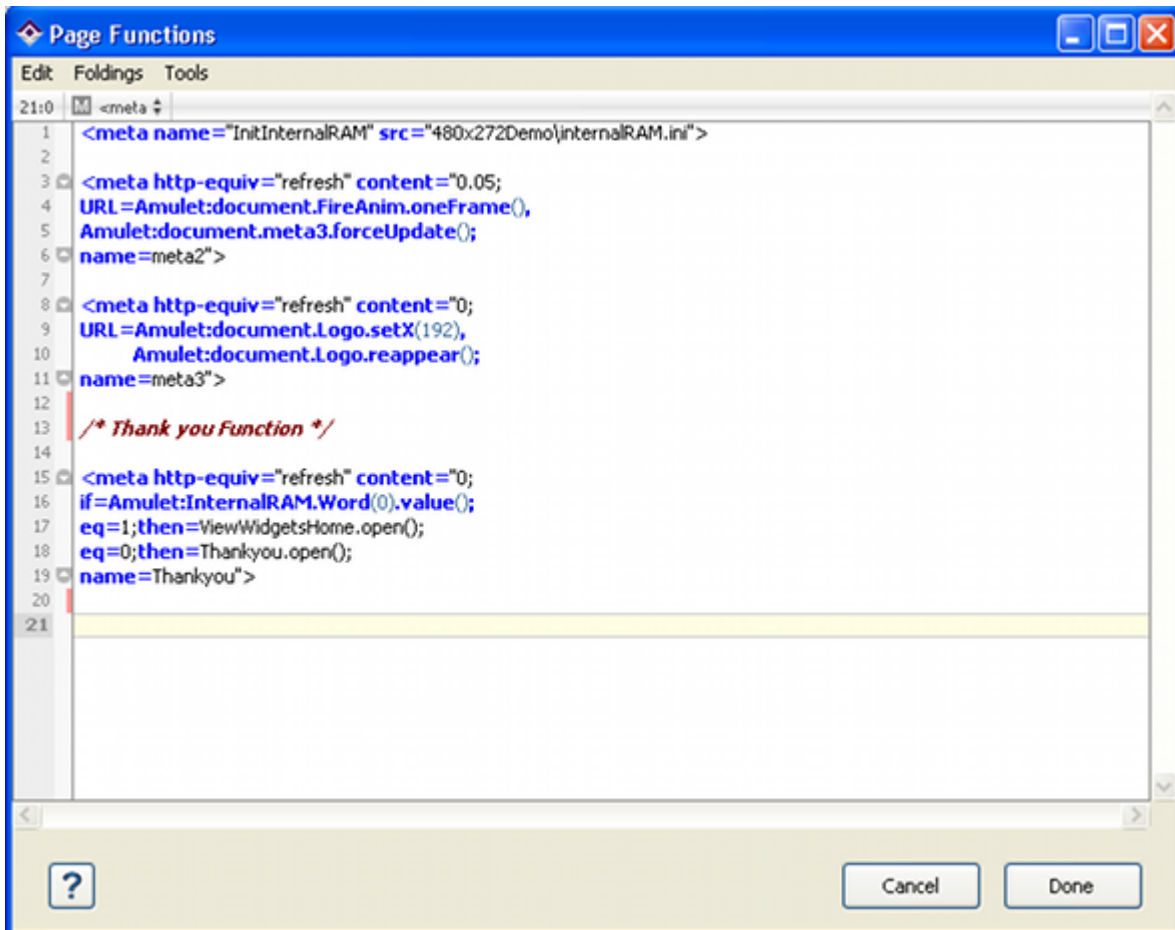 Page Functions
Edit Foldings Tools
21:0 M <meta
1 <meta name="InitInternalRAM" src="480x272Demo\internalRAM.ini">
2
3 <meta http-equiv="refresh" content="0.05;
4 URL=Amulet:document.FireAnim.oneFrame(),
5 Amulet:document.meta3.forceUpdate();
6 name=meta2">
7
8 <meta http-equiv="refresh" content="0;
9 URL=Amulet:document.Logo.setX(192),
10 Amulet:document.Logo.reappear();
11 name=meta3">
12
13 /* Thank you Function */
14
15 <meta http-equiv="refresh" content="0;
16 if=Amulet:InternalRAM.Word(0).value();
17 eq=1;then=ViewWidgetsHome.open();
18 eq=0;then=Thankyou.open();
19 name=Thankyou">
20
21
? Cancel Done